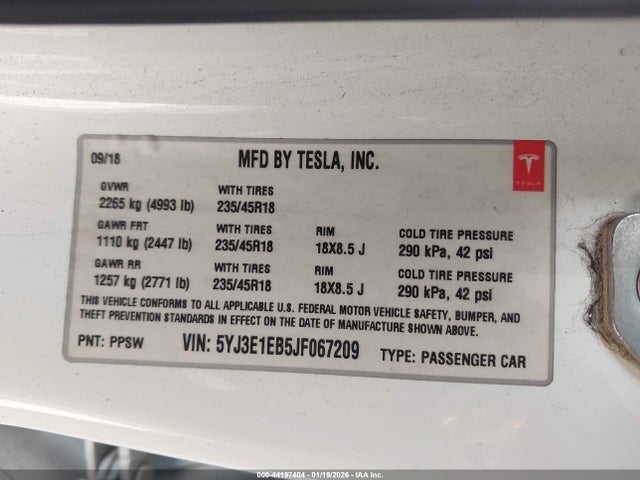 09/18 MFD BY TESLA, INC.
TESLA
GVWR WITH TIRES
2265 kg (4993 lb) 235/45R18
GAWR FRT WITH TIRES RIM COLD TIRE PRESSURE
1110 kg (2447 lb) 235/45R18 18X8.5 J 290 kPa, 42 psi
GAWR RR WITH TIRES RIM COLD TIRE PRESSURE
1257 kg (2771 lb) 235/45R18 18X8.5 J 290 kPa, 42 psi
THIS VEHICLE CONFORMS TO ALL APPLICABLE U.S. FEDERAL MOTOR VEHICLE SAFETY, BUMPER, AND
THEFT PREVENTION STANDARDS IN EFFECT ON THE DATE OF MANUFACTURE SHOWN ABOVE.
PNT: PPSW VIN: 5YJ3E1EB5JF067209 TYPE: PASSENGER CAR
000-44197404 - 01/19/2026 - © IAA Inc.